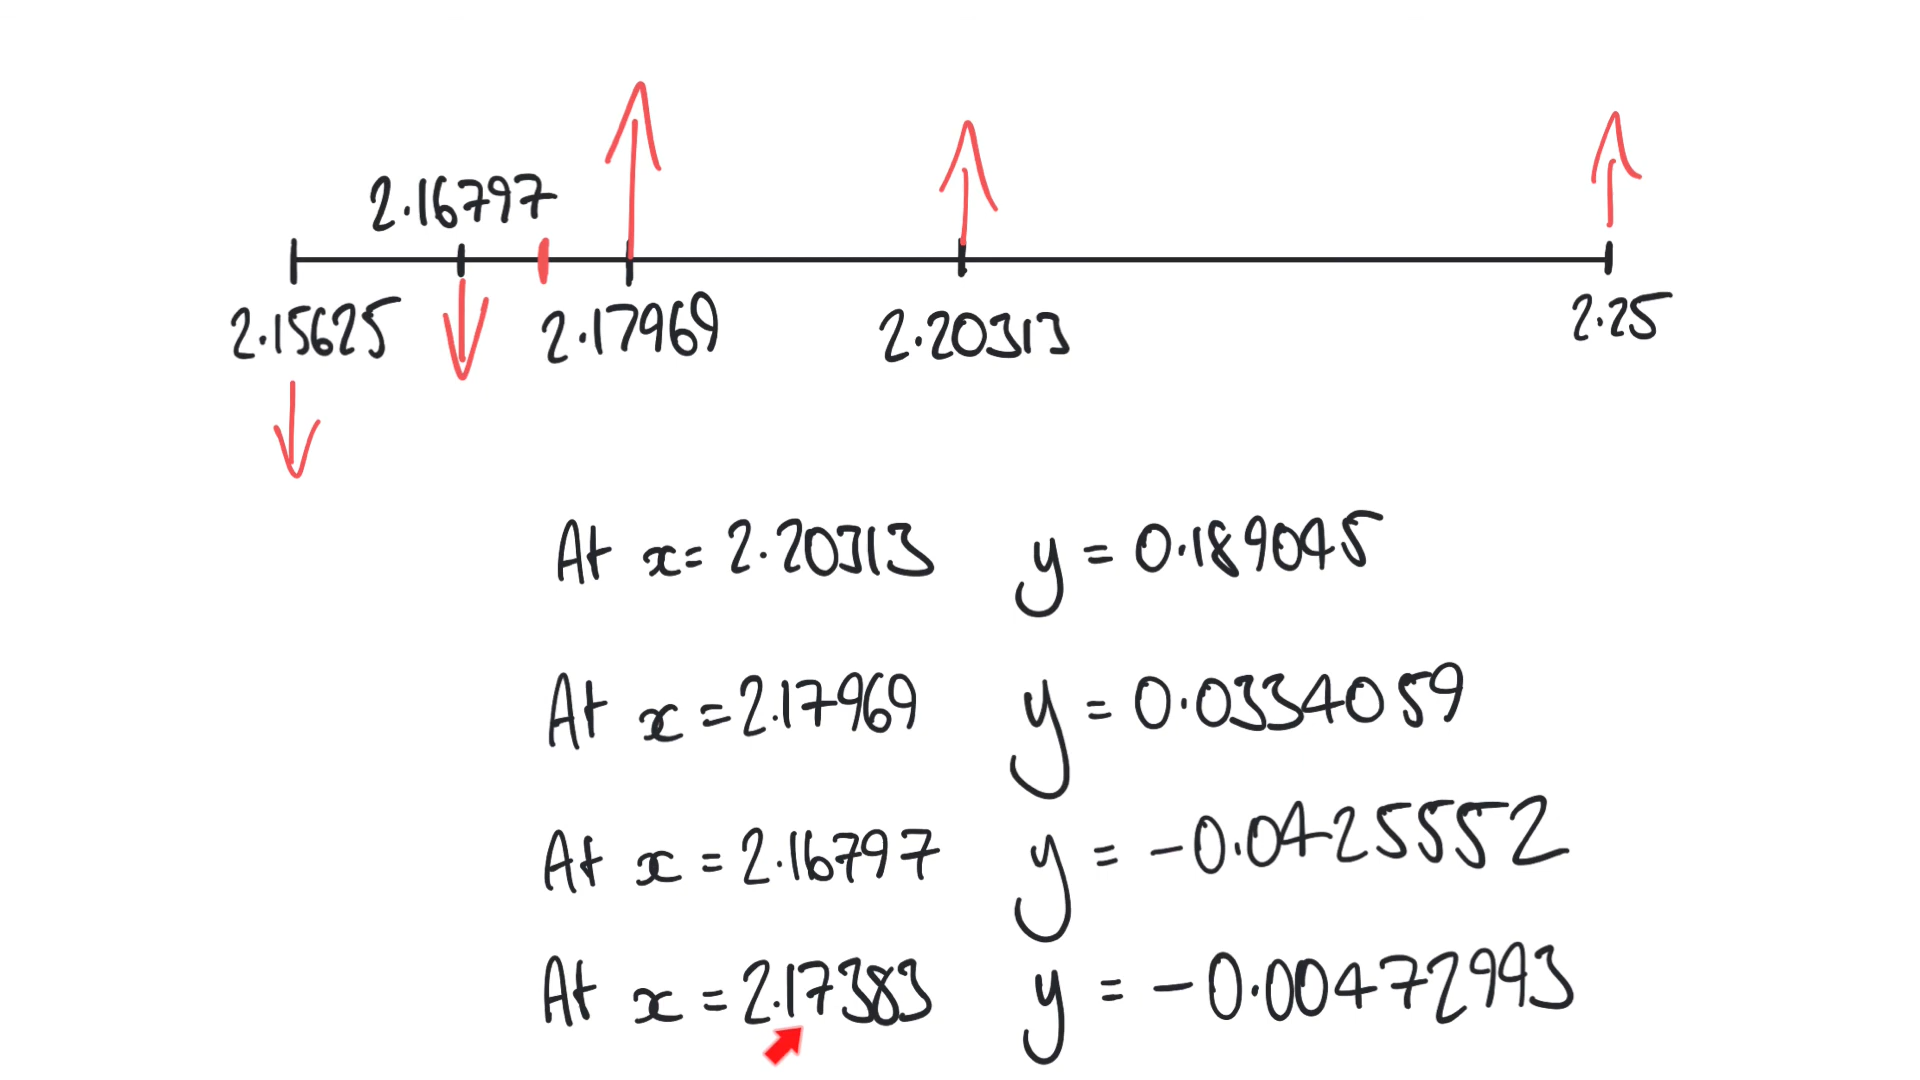 2.16797
2.15625 2.17969 2.20313 2.25
At x = 2.20313 y = 0.189045
At x = 2.17969 y = 0.0334059
At x = 2.16797 y = -0.0425552
At x = 2.17383 y = -0.00472993